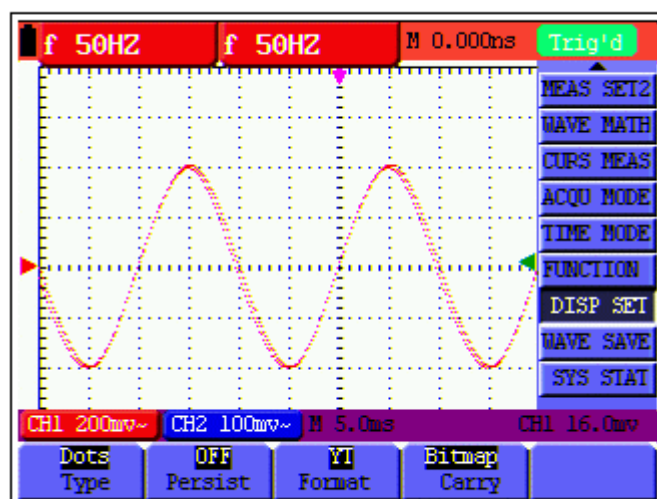 f 50HZ f 50HZ M 0.000ns Trig'd
MEAS SET2
WAVE MATH
CURS MEAS
ACQU MODE
TIME MODE
FUNCTION
DISP SET
WAVE SAVE
SYS STAT
CH1 200mv~ CH2 100mv~ M 5.0ms CH1 16.0mv
Dots OFF YT Bitmap
Type Persist Format Carry